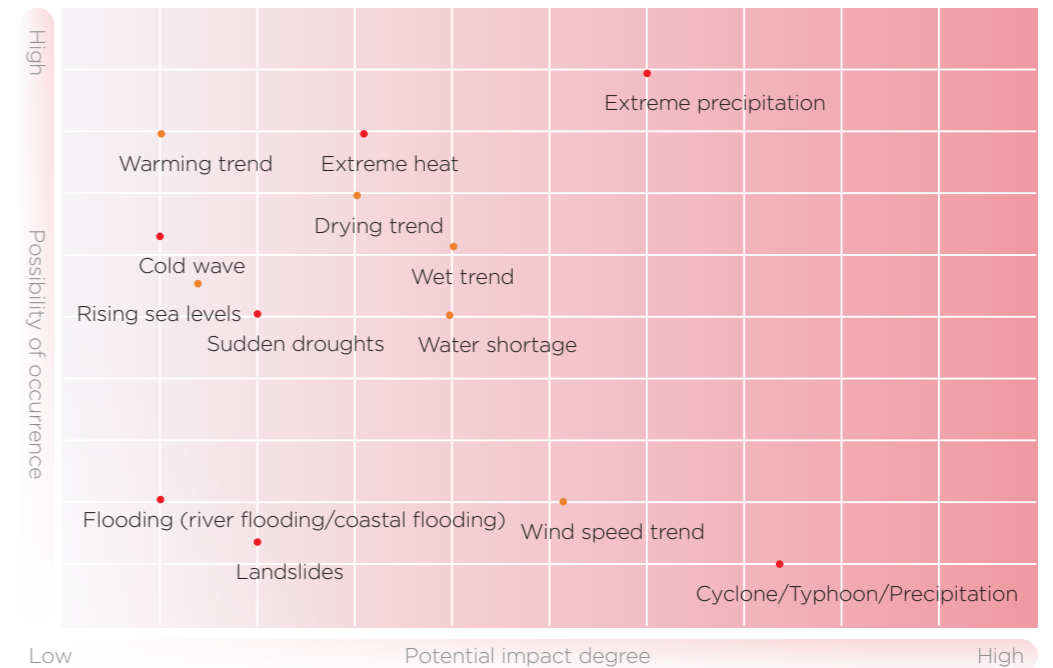 High
Extreme precipitation
Warming trend
Extreme heat
Drying trend
Possibility of occurrence
Cold wave
Wet trend
Rising sea levels
Sudden droughts
Water shortage
Flooding (river flooding/coastal flooding)
Wind speed trend
Landslides
Cyclone/Typhoon/Precipitation
Low
Potential impact degree
High